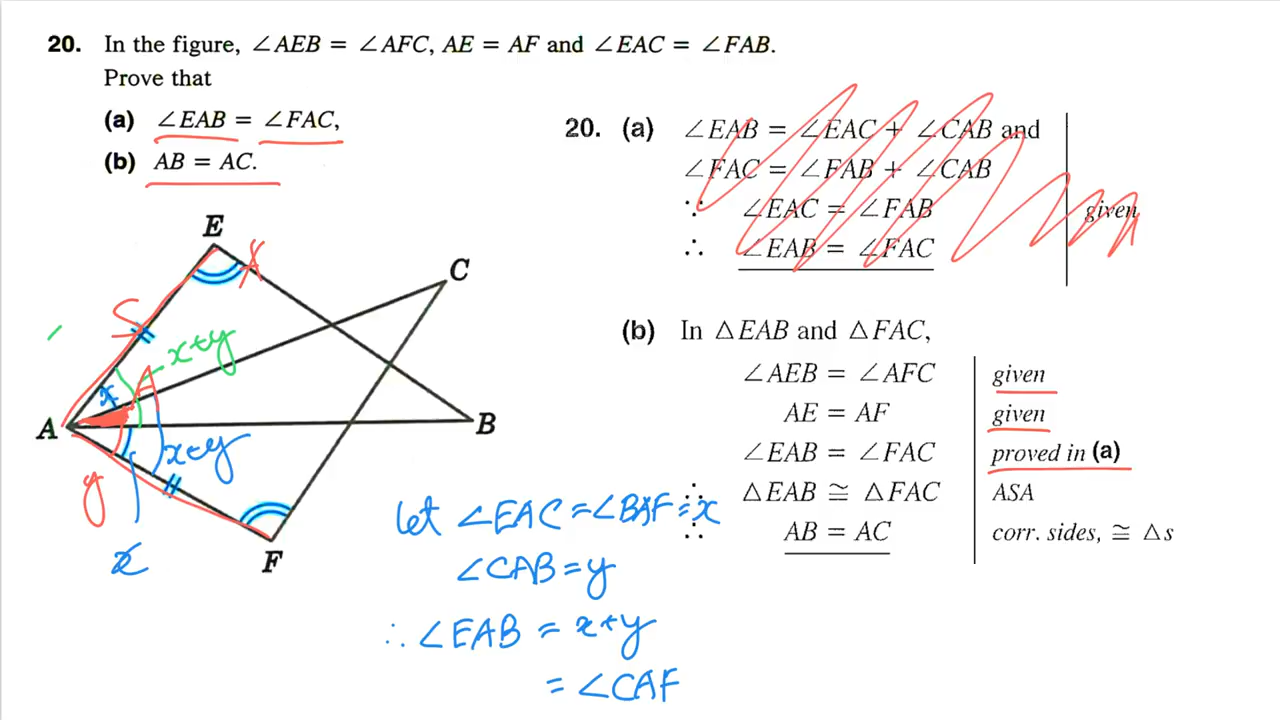 20. In the figure, ∠AEB = ∠AFC, AE = AF and ∠EAC = ∠FAB.
Prove that
(a) ∠EAB = ∠FAC,
(b) AB = AC.
20. (a) ∠EAB = ∠EAC + ∠CAB and
∠FAC = ∠FAB + ∠CAB
∵ ∠EAC = ∠FAB given
∴ ∠EAB = ∠FAC
(b) In △EAB and △FAC,
∠AEB = ∠AFC given
AE = AF given
∠EAB = ∠FAC proved in (a)
∴ △EAB ≅ △FAC ASA
∴ AB = AC corr. sides, ≅ △s
E
A
C
S
x+y
A
x
A
B
x+y
y
x
F
let ∠EAC = ∠BAF = x
∠CAB = y
∴ ∠EAB = x+y
= ∠CAF